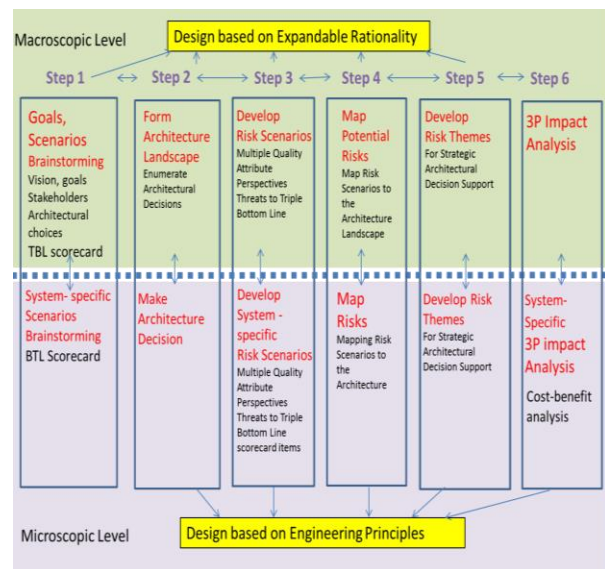 Macroscopic Level
Design based on Expandable Rationality
Step 1
Step 2
Step 3
Step 4
Step 5
Step 6
Goals,
Scenarios
Brainstorming
Vision, goals
Stakeholders
Architectural
choices
TBL scorecard
Form
Architecture
Landscape
Enumerate
Architectural
Decisions
Develop
Risk Scenarios
Multiple Quality
Attribute
Perspectives
Threats to Triple
Bottom Line
Map
Potential
Risks
Map Risk
Scenarios to
the
Architecture
Landscape
Develop
Risk Themes
For Strategic
Architectural
Decision Support
3P Impact
Analysis
System- specific
Scenarios
Brainstorming
BTL Scorecard
Make
Architecture
Decision
Develop
System -
specific
Risk Scenarios
Multiple Quality
Attribute
Perspectives
Threats to Triple
Bottom Line
scorecard items
Map
Risks
Mapping Risk
Scenarios to
the
Architecture
Develop Risk
Themes
For Strategic
Architectural
Decision Support
System-
Specific
3P impact
Analysis
Cost-benefit
analysis
Microscopic Level
Design based on Engineering Principles